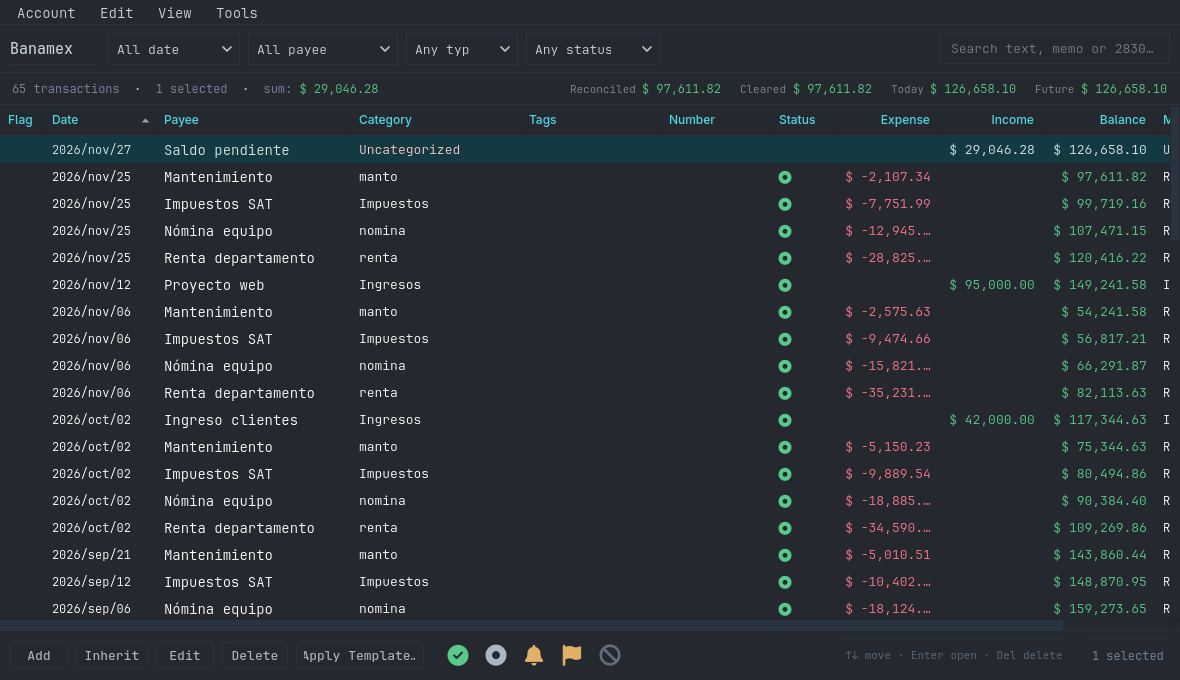 Account Edit View Tools
Banamex All date All payee Any typ Any status Search text, memo or 2830…
65 transactions · 1 selected · sum: $ 29,046.28 Reconciled $ 97,611.82 Cleared $ 97,611.82 Today $ 126,658.10 Future $ 126,658.10
Flag Date Payee Category Tags Number Status Expense Income Balance M
2026/nov/27 Saldo pendiente Uncategorized $ 29,046.28 $ 126,658.10 U
2026/nov/25 Mantenimiento manto $ -2,107.34 $ 97,611.82 R
2026/nov/25 Impuestos SAT Impuestos $ -7,751.99 $ 99,719.16 R
2026/nov/25 Nómina equipo nomina $ -12,945.… $ 107,471.15 R
2026/nov/25 Renta departamento renta $ -28,825.… $ 120,416.22 R
2026/nov/12 Proyecto web Ingresos $ 95,000.00 $ 149,241.58 I
2026/nov/06 Mantenimiento manto $ -2,575.63 $ 54,241.58 R
2026/nov/06 Impuestos SAT Impuestos $ -9,474.66 $ 56,817.21 R
2026/nov/06 Nómina equipo nomina $ -15,821.… $ 66,291.87 R
2026/nov/06 Renta departamento renta $ -35,231.… $ 82,113.63 R
2026/oct/02 Ingreso clientes Ingresos $ 42,000.00 $ 117,344.63 I
2026/oct/02 Mantenimiento manto $ -5,150.23 $ 75,344.63 R
2026/oct/02 Impuestos SAT Impuestos $ -9,889.54 $ 80,494.86 R
2026/oct/02 Nómina equipo nomina $ -18,885.… $ 90,384.40 R
2026/oct/02 Renta departamento renta $ -34,590.… $ 109,269.86 R
2026/sep/21 Mantenimiento manto $ -5,010.51 $ 143,860.44 R
2026/sep/12 Impuestos SAT Impuestos $ -10,402.… $ 148,870.95 R
2026/sep/06 Nómina equipo nomina $ -18,124.… $ 159,273.65 R
Add Inherit Edit Delete Apply Template… ↑↓ move · Enter open · Del delete 1 selected